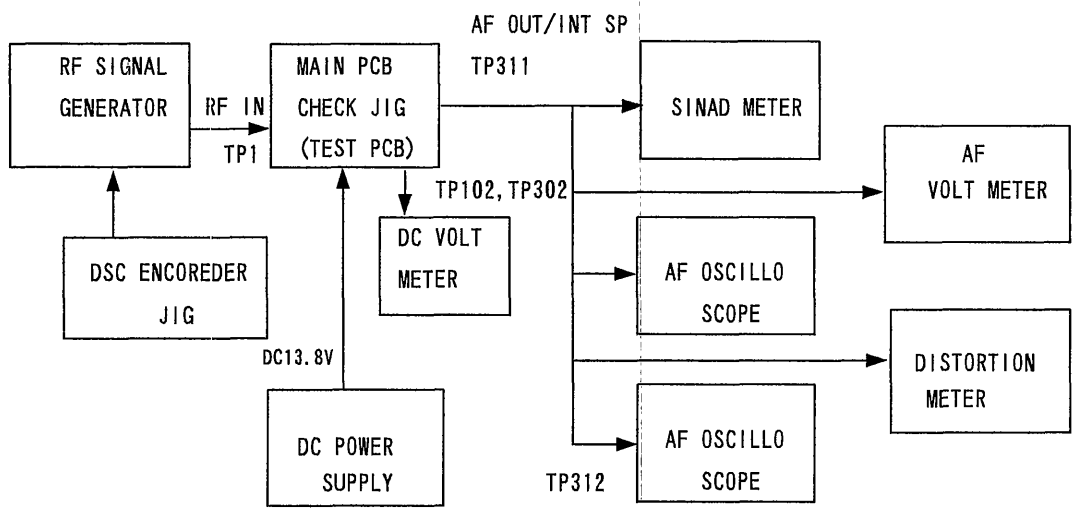 AF OUT/INT SP
TP311
RF SIGNAL
GENERATOR
RF IN
TP1
MAIN PCB
CHECK JIG
(TEST PCB)
SINAD METER
AF
VOLT METER
TP102, TP302
DC VOLT
METER
DSC ENCOREDER
JIG
AF OSCILLO
SCOPE
DC13.8V
DISTORTION
METER
DC POWER
SUPPLY
AF OSCILLO
SCOPE
TP312